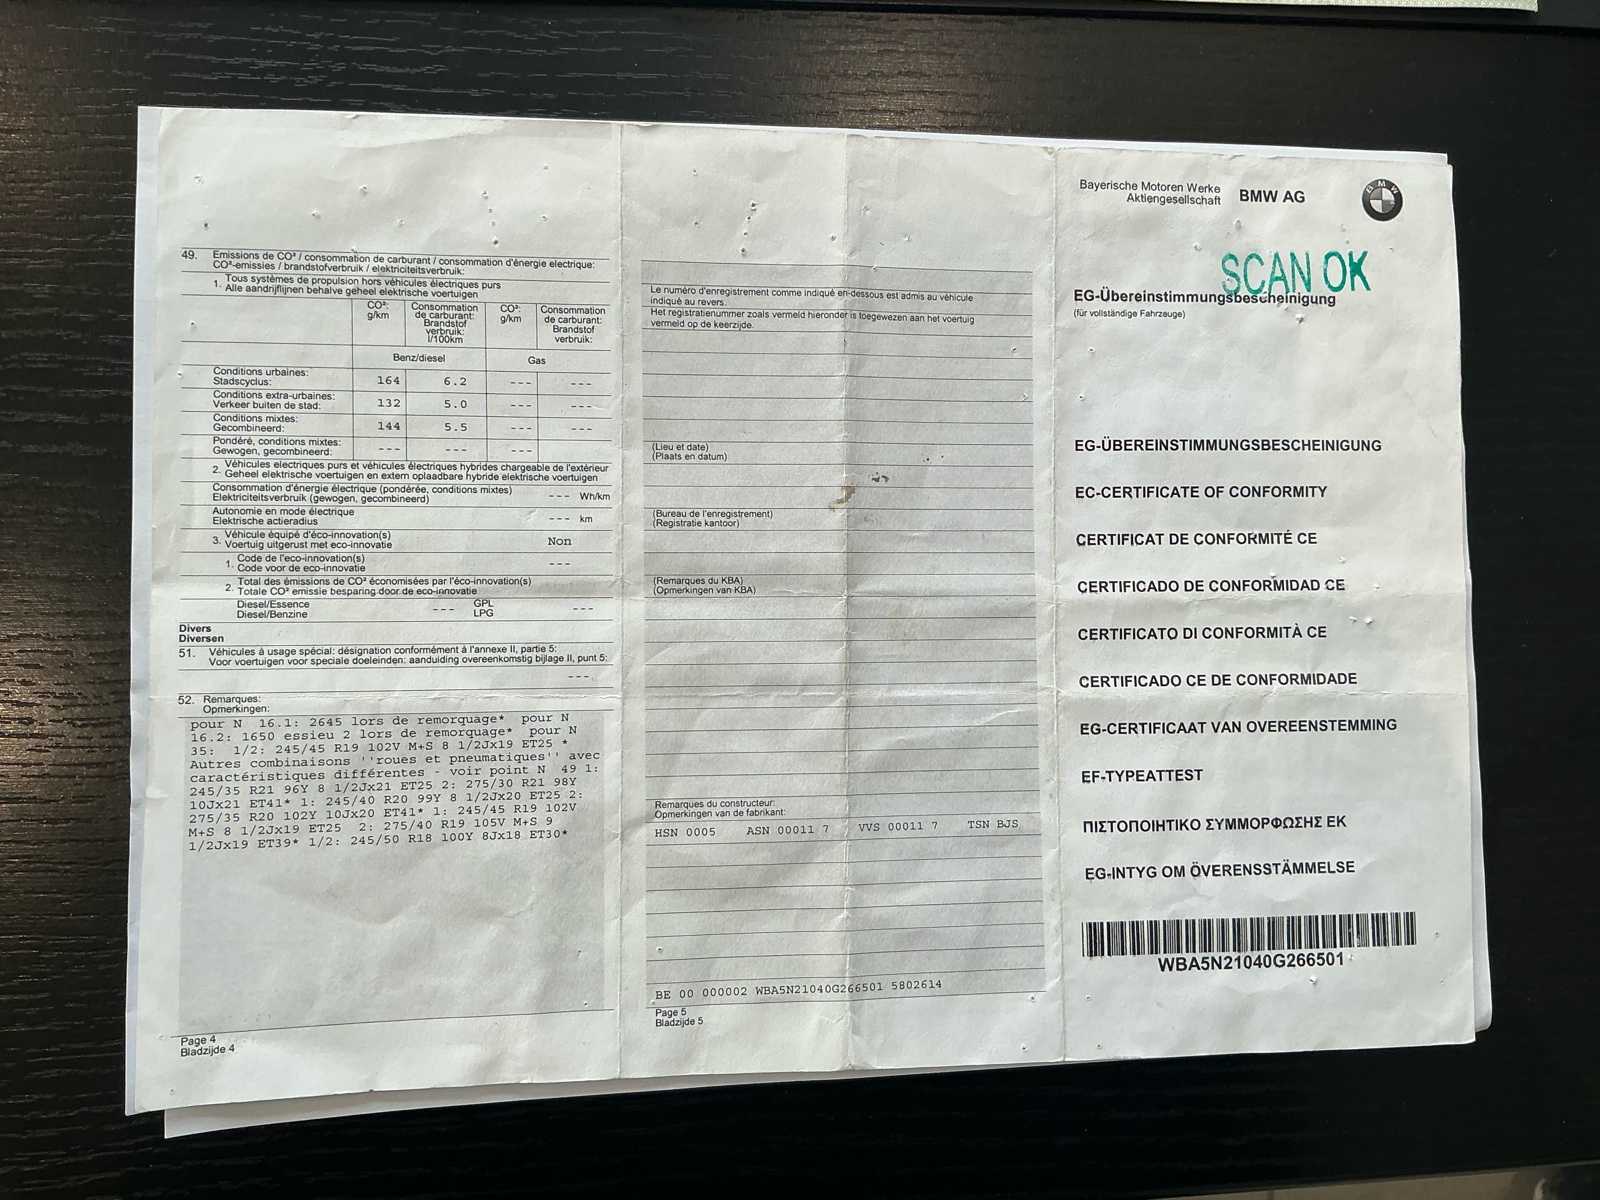 49. Emissions de CO² / consommation de carburant / consommation d'énergie electrique:
CO²-emissies / brandstofverbruik / elektriciteitsverbruik:
1. Tous systèmes de propulsion hors véhicules électriques purs
Alle aandrijflijnen behalve geheel elektrische voertuigen
CO²: g/km
Consommation de carburant: Brandstof verbruik: l/100km
CO²: g/km
Consommation de carburant: Brandstof verbruik:
Benz/diesel Gas
Conditions urbaines:
Stadscyclus: 164 6.2 --- ---
Conditions extra-urbaines:
Verkeer buiten de stad: 132 5.0 --- ---
Conditions mixtes:
Gecombineerd: 144 5.5 --- ---
Pondéré, conditions mixtes:
Gewogen, gecombineerd: --- --- ---
2. Véhicules electriques purs et véhicules électriques hybrides chargeable de l'extérieur
Geheel elektrische voertuigen en extern oplaadbare hybride elektrische voertuigen
Consommation d'énergie électrique (pondérée, conditions mixtes)
Elektriciteitsverbruik (gewogen, gecombineerd) --- Wh/km
Autonomie en mode électrique
Elektrische actieradius --- km
3. Véhicule équipé d'éco-innovation(s)
Voertuig uitgerust met eco-innovatie Non
1. Code de l'eco-innovation(s)
Code voor de eco-innovatie ---
2. Total des émissions de CO² économisées par l'éco-innovation(s)
Totale CO² emissie besparing door de eco-innovatie
Diesel/Essence --- GPL ---
Diesel/Benzine LPG
Divers
Diversen
51. Véhicules à usage spécial: désignation conformément à l'annexe II, partie 5:
Voor voertuigen voor speciale doeleinden: aanduiding overeenkomstig bijlage II, punt 5:
---
52. Remarques:
Opmerkingen:
pour N 16.1: 2645 lors de remorquage* pour N
16.2: 1650 essieu 2 lors de remorquage* pour N
35: 1/2: 245/45 R19 102V M+S 8 1/2Jx19 ET25 *
Autres combinaisons ''roues et pneumatiques'' avec
caractéristiques différentes - voir point N 49 1:
245/35 R21 96Y 8 1/2Jx21 ET25 2: 275/30 R21 98Y
10Jx21 ET41* 1: 245/40 R20 99Y 8 1/2Jx20 ET25 2:
275/35 R20 102Y 10Jx20 ET41* 1: 245/45 R19 102V
M+S 8 1/2Jx19 ET25 2: 275/40 R19 105V M+S 9
1/2Jx19 ET39* 1/2: 245/50 R18 100Y 8Jx18 ET30*
Page 4
Bladzijde 4
Le numéro d'enregistrement comme indiqué en-dessous est admis au véhicule
indiqué au revers.
Het registratienummer zoals vermeld hieronder is toegewezen aan het voertuig
vermeld op de keerzijde.
(Lieu et date)
(Plaats en datum)
(Bureau de l'enregistrement)
(Registratie kantoor)
(Remarques du KBA)
(Opmerkingen van KBA)
Remarques du constructeur:
Opmerkingen van de fabrikant:
HSN 0005 ASN 00011 7 VVS 00011 7 TSN BJS
BE 00 000002 WBA5N21040G266501 5802614
Page 5
Bladzijde 5
Bayerische Motoren Werke
Aktiengesellschaft BMW AG
BMW
SCAN OK
EG-Übereinstimmungsbescheinigung
(für vollständige Fahrzeuge)
EG-ÜBEREINSTIMMUNGSBESCHEINIGUNG
EC-CERTIFICATE OF CONFORMITY
CERTIFICAT DE CONFORMITÉ CE
CERTIFICADO DE CONFORMIDAD CE
CERTIFICATO DI CONFORMITÀ CE
CERTIFICADO CE DE CONFORMIDADE
EG-CERTIFICAAT VAN OVEREENSTEMMING
EF-TYPEATTEST
ΠΙΣΤΟΠΟΙΗΤΙΚΟ ΣΥΜΜΟΡΦΩΣΗΣ ΕΚ
EG-INTYG OM ÖVERENSSTÄMMELSE
WBA5N21040G266501